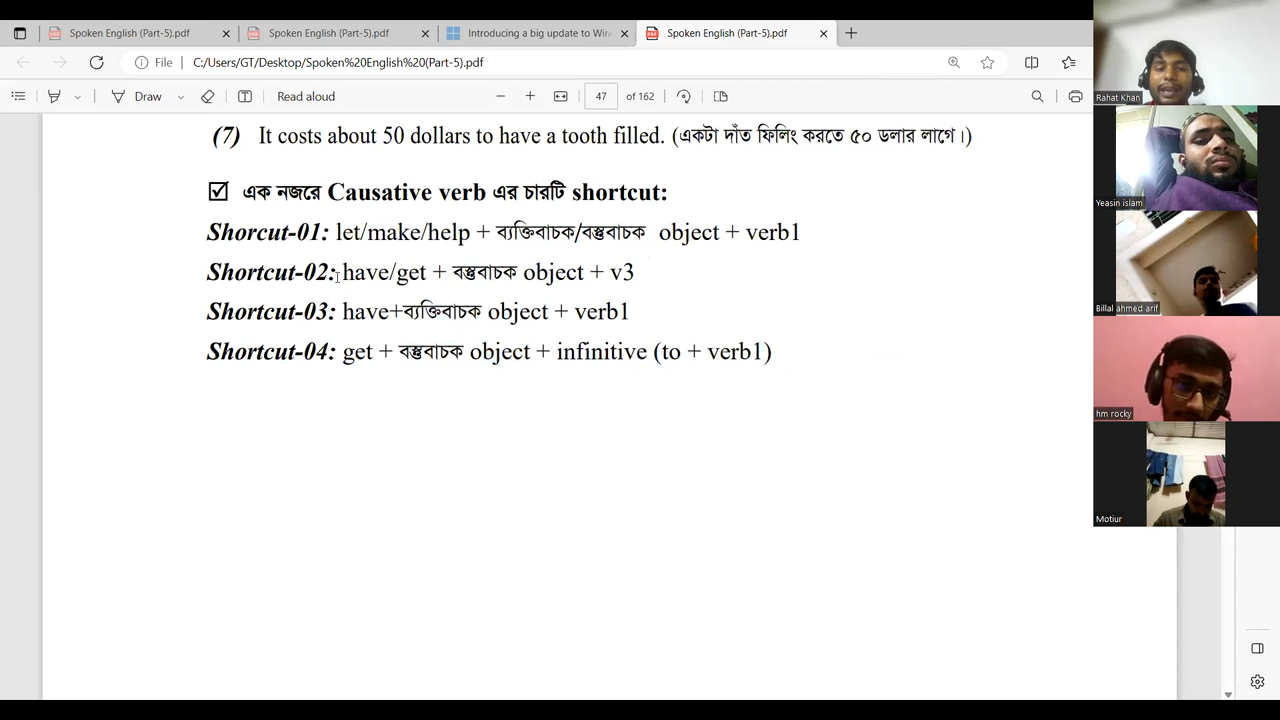 Spoken English (Part-5).pdf
Spoken English (Part-5).pdf
Introducing a big update to Win
Spoken English (Part-5).pdf
File
C:/Users/GT/Desktop/Spoken%20English%20(Part-5).pdf
Draw
Read aloud
47 of 162
(7) It costs about 50 dollars to have a tooth filled. (একটা দাঁত ফিলিং করতে ৫০ ডলার লাগে।)
এক নজরে Causative verb এর চারটি shortcut:
Shorcut-01: let/make/help + ব্যক্তিবাচক/বস্তুবাচক object + verb1
Shortcut-02: have/get + বস্তুবাচক object + v3
Shortcut-03: have+ব্যক্তিবাচক object + verb1
Shortcut-04: get + বস্তুবাচক object + infinitive (to + verb1)
Rahat Khan
Yeasin islam
Billal ahmed arif
hm rocky
Motiur